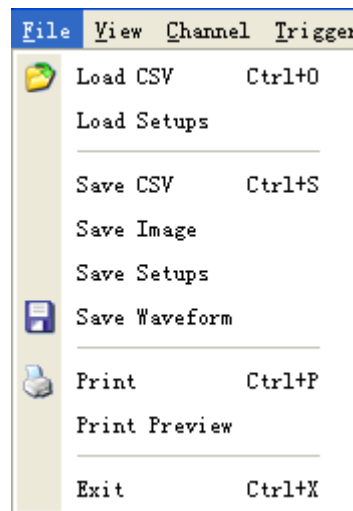 File View Channel Trigger
Load CSV Ctrl+O
Load Setups
Save CSV Ctrl+S
Save Image
Save Setups
Save Waveform
Print Ctrl+P
Print Preview
Exit Ctrl+X